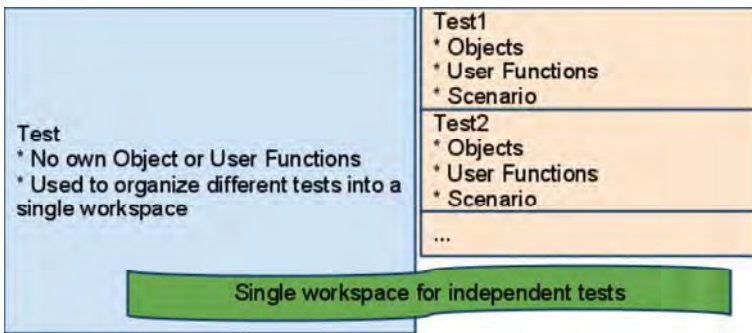 Test
* No own Object or User Functions
* Used to organize different tests into a
single workspace
Test1
* Objects
* User Functions
* Scenario
Test2
* Objects
* User Functions
* Scenario
...
Single workspace for independent tests